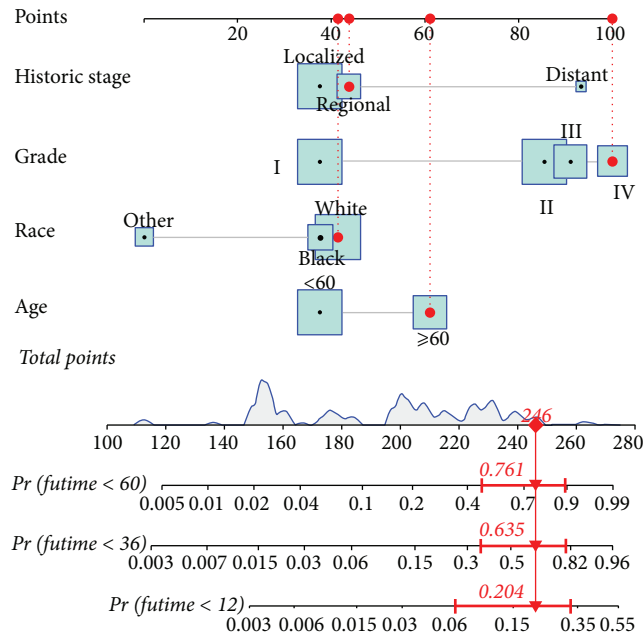 Points
20 40 60 80 100
Localized
Historic stage
Distant
Regional
III
Grade
I
II
IV
Other
White
Race
Black
<60
Age
⩾60
Total points
246
100 120 140 160 180 200 220 240 260 280
0.761
Pr (futime < 60)
0.005 0.01 0.02 0.04 0.1 0.2 0.4 0.7 0.9 0.99
0.635
Pr (futime < 36)
0.003 0.007 0.015 0.03 0.06 0.15 0.3 0.5 0.82 0.96
0.204
Pr (futime < 12)
0.003 0.006 0.015 0.03 0.06 0.15 0.35 0.55